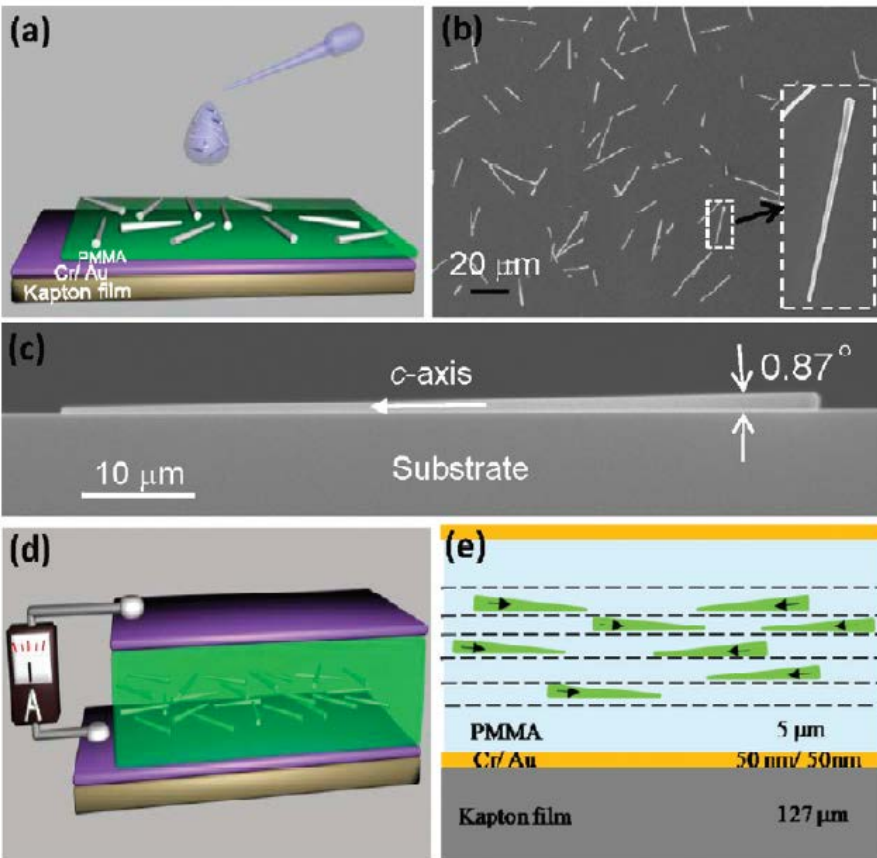 (a)
PMMA
Cr/ Au
Kapton film
(b)
20 μm
(c)
c-axis
0.87°
10 μm
Substrate
(d)
A
(e)
PMMA 5 μm
Cr/ Au 50 nm/ 50nm
Kapton film 127 μm